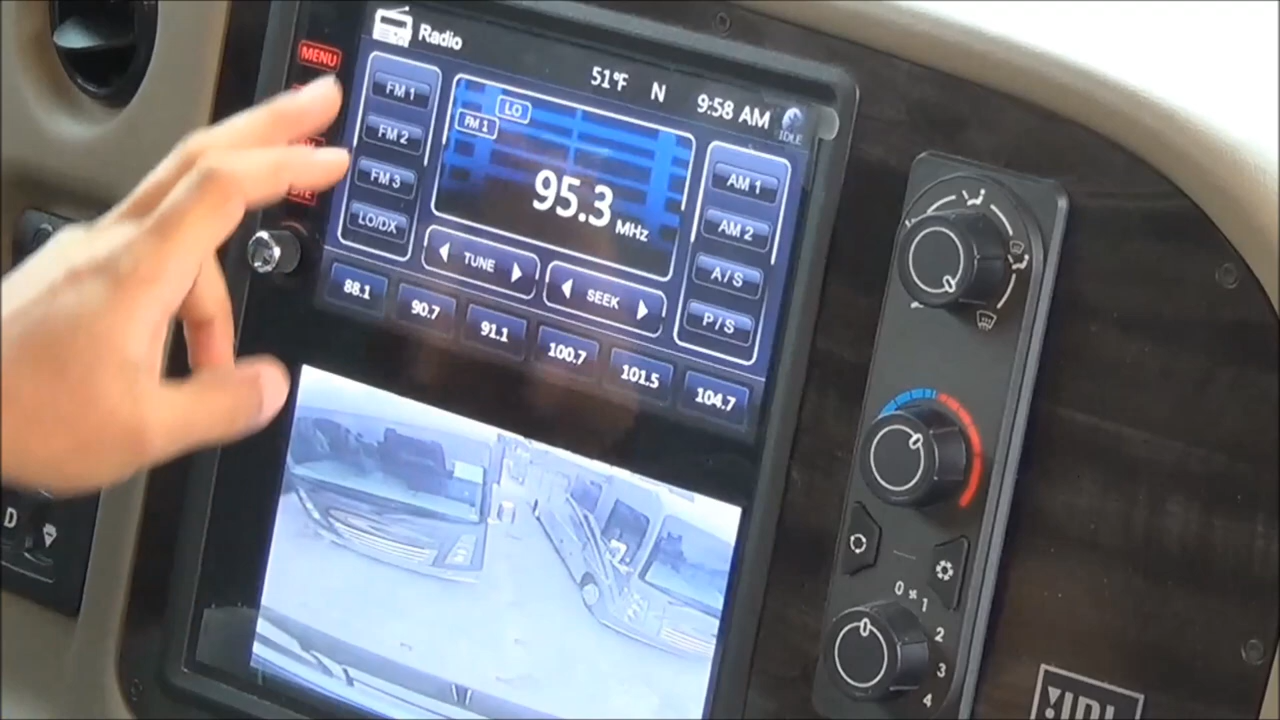 MENU
Radio
51°F N 9:58 AM
IDLE
FM 1
FM 2
FM 3
LO/DX
LO
FM 1
95.3 MHz
TUNE
SEEK
AM 1
AM 2
A / S
P / S
88.1
90.7
91.1
100.7
101.5
104.7
D
0
1
2
3
4